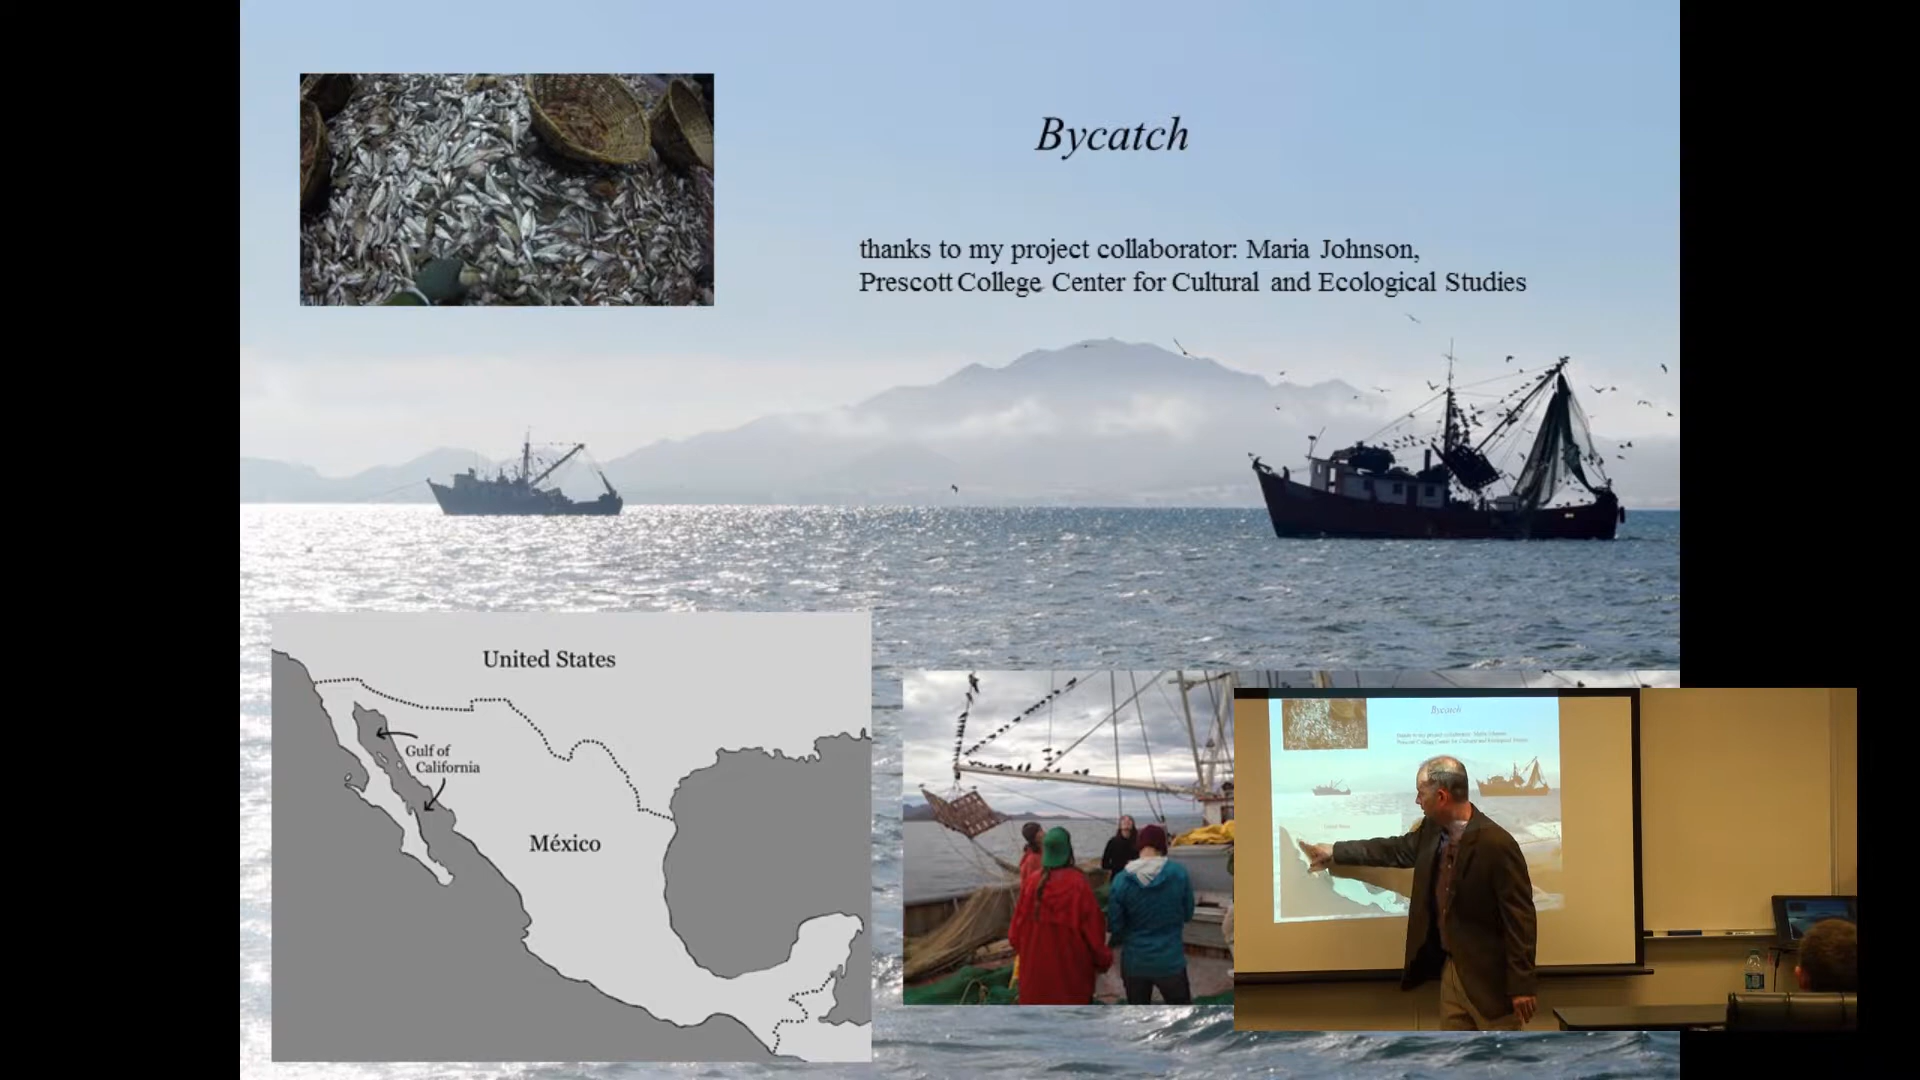 Bycatch
thanks to my project collaborator: Maria Johnson,
Prescott College Center for Cultural and Ecological Studies
United States
Gulf of
California
México
Bycatch